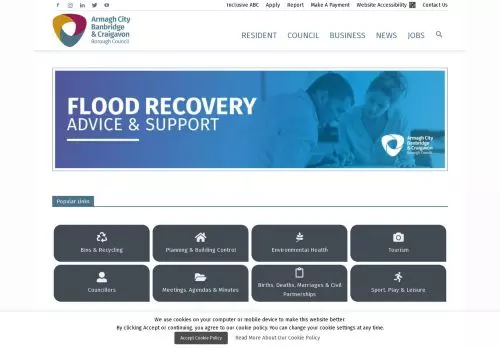 Inclusive ABC Apply Report Make A Payment Website Accessibility Contact Us
Armagh City
Banbridge
& Craigavon
Borough Council
RESIDENT COUNCIL BUSINESS NEWS JOBS
FLOOD RECOVERY
ADVICE & SUPPORT
Armagh City
Banbridge
& Craigavon
Borough Council
Popular Links
Bins & Recycling
Planning & Building Control
Environmental Health
Tourism
Councillors
Meetings, Agendas & Minutes
Births, Deaths, Marriages & Civil
Partnerships
Sport, Play & Leisure
We use cookies on your computer or mobile device to make this website better.
By clicking Accept or continuing, you agree to our cookie policy. You can change your cookie settings at any time.
Accept Cookie Policy Read More About Our Cookie Policy